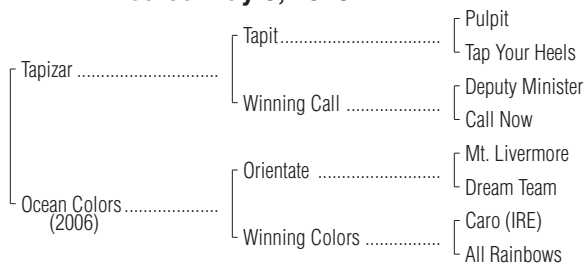 Pulpit
Tapit
Tap Your Heels
Tapizar
Deputy Minister
Winning Call
Call Now
Mt. Livermore
Orientate
Dream Team
Ocean Colors
(2006)
Caro (IRE)
Winning Colors
All Rainbows